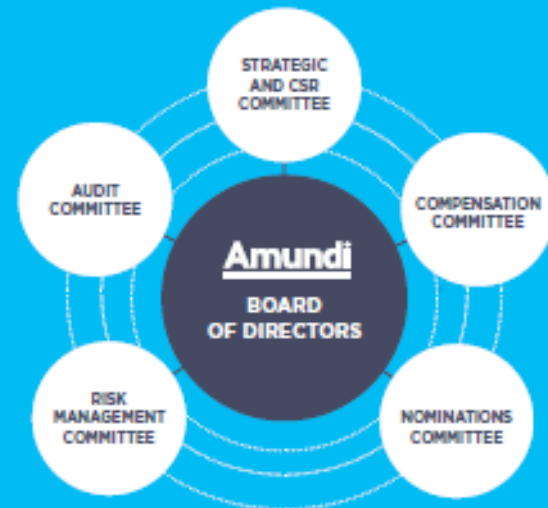 STRATEGIC
AND CSR
COMMITTEE
AUDIT
COMMITTEE
COMPENSATION
COMMITTEE
Amundi
BOARD
OF DIRECTORS
RISK
MANAGEMENT
COMMITTEE
NOMINATIONS
COMMITTEE